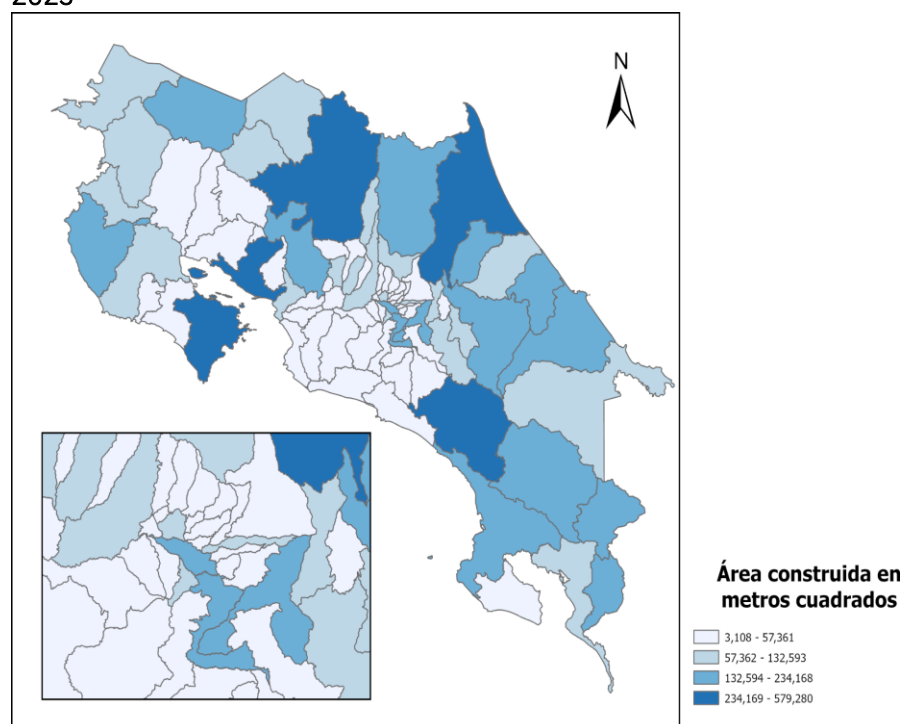 2023
N
Área construida en
metros cuadrados
3,108 - 57,361
57,362 - 132,593
132,594 - 234,168
234,169 - 579,280